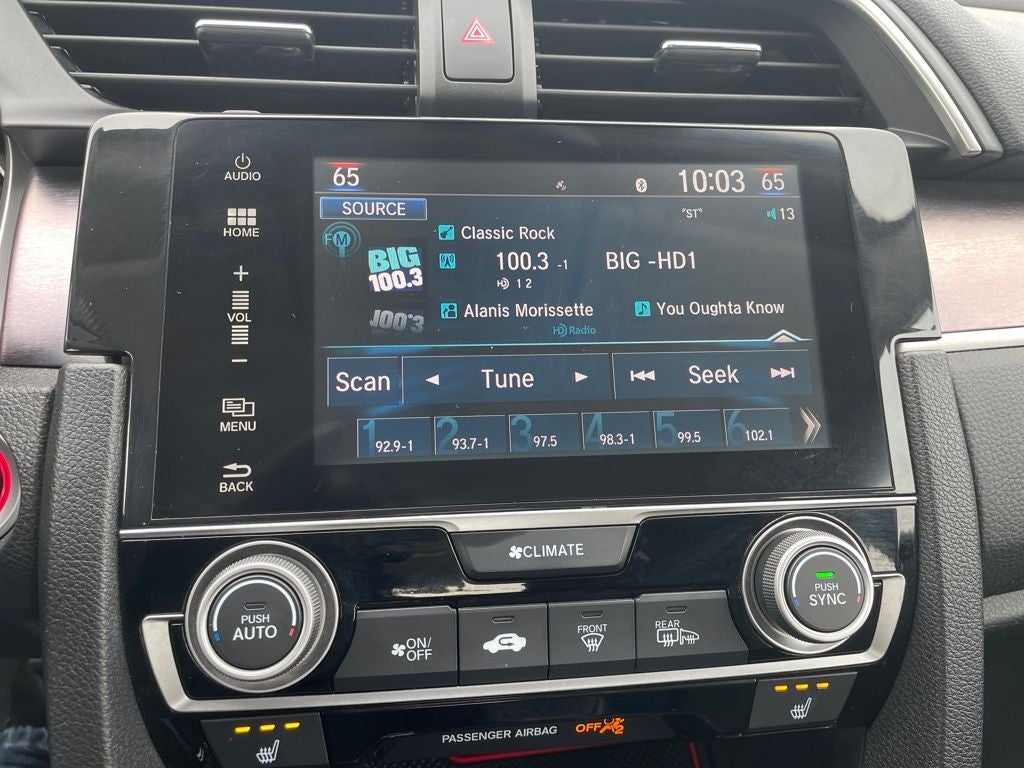 AUDIO
HOME
+
VOL
−
MENU
BACK
65
10:03
65
SOURCE
"ST"
13
FM
Classic Rock
BIG
100.3
100.3 -1
BIG -HD1
HD 1 2
Alanis Morissette
You Oughta Know
HD Radio
Scan
Tune
Seek
1 92.9-1
2 93.7-1
3 97.5
4 98.3-1
5 99.5
6 102.1
CLIMATE
PUSH
AUTO
ON/
OFF
FRONT
REAR
PUSH
SYNC
PASSENGER AIRBAG OFF 2